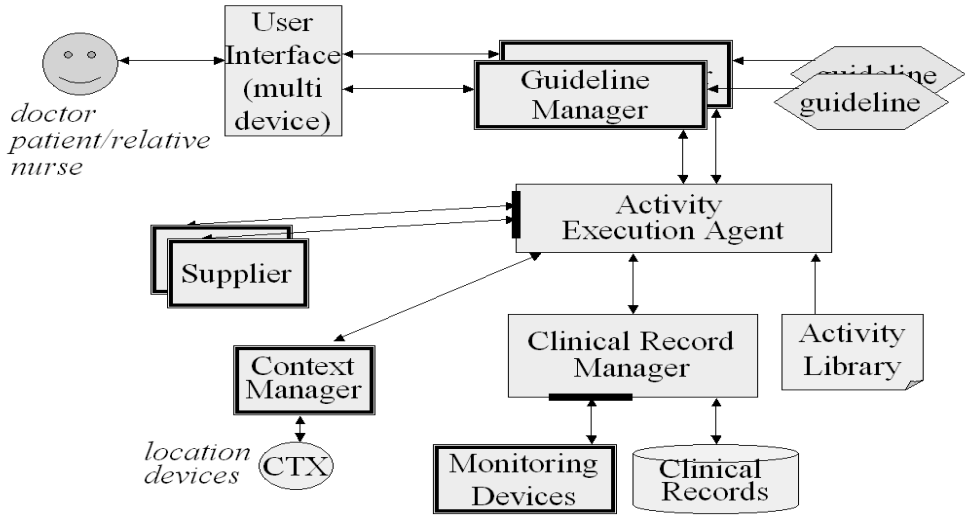 User
Interface
(multi
device)
doctor
patient/relative
nurse
Guideline
Manager
guideline
guideline
Activity
Execution Agent
Supplier
Context
Manager
location
devices
CTX
Clinical Record
Manager
Activity
Library
Monitoring
Devices
Clinical
Records